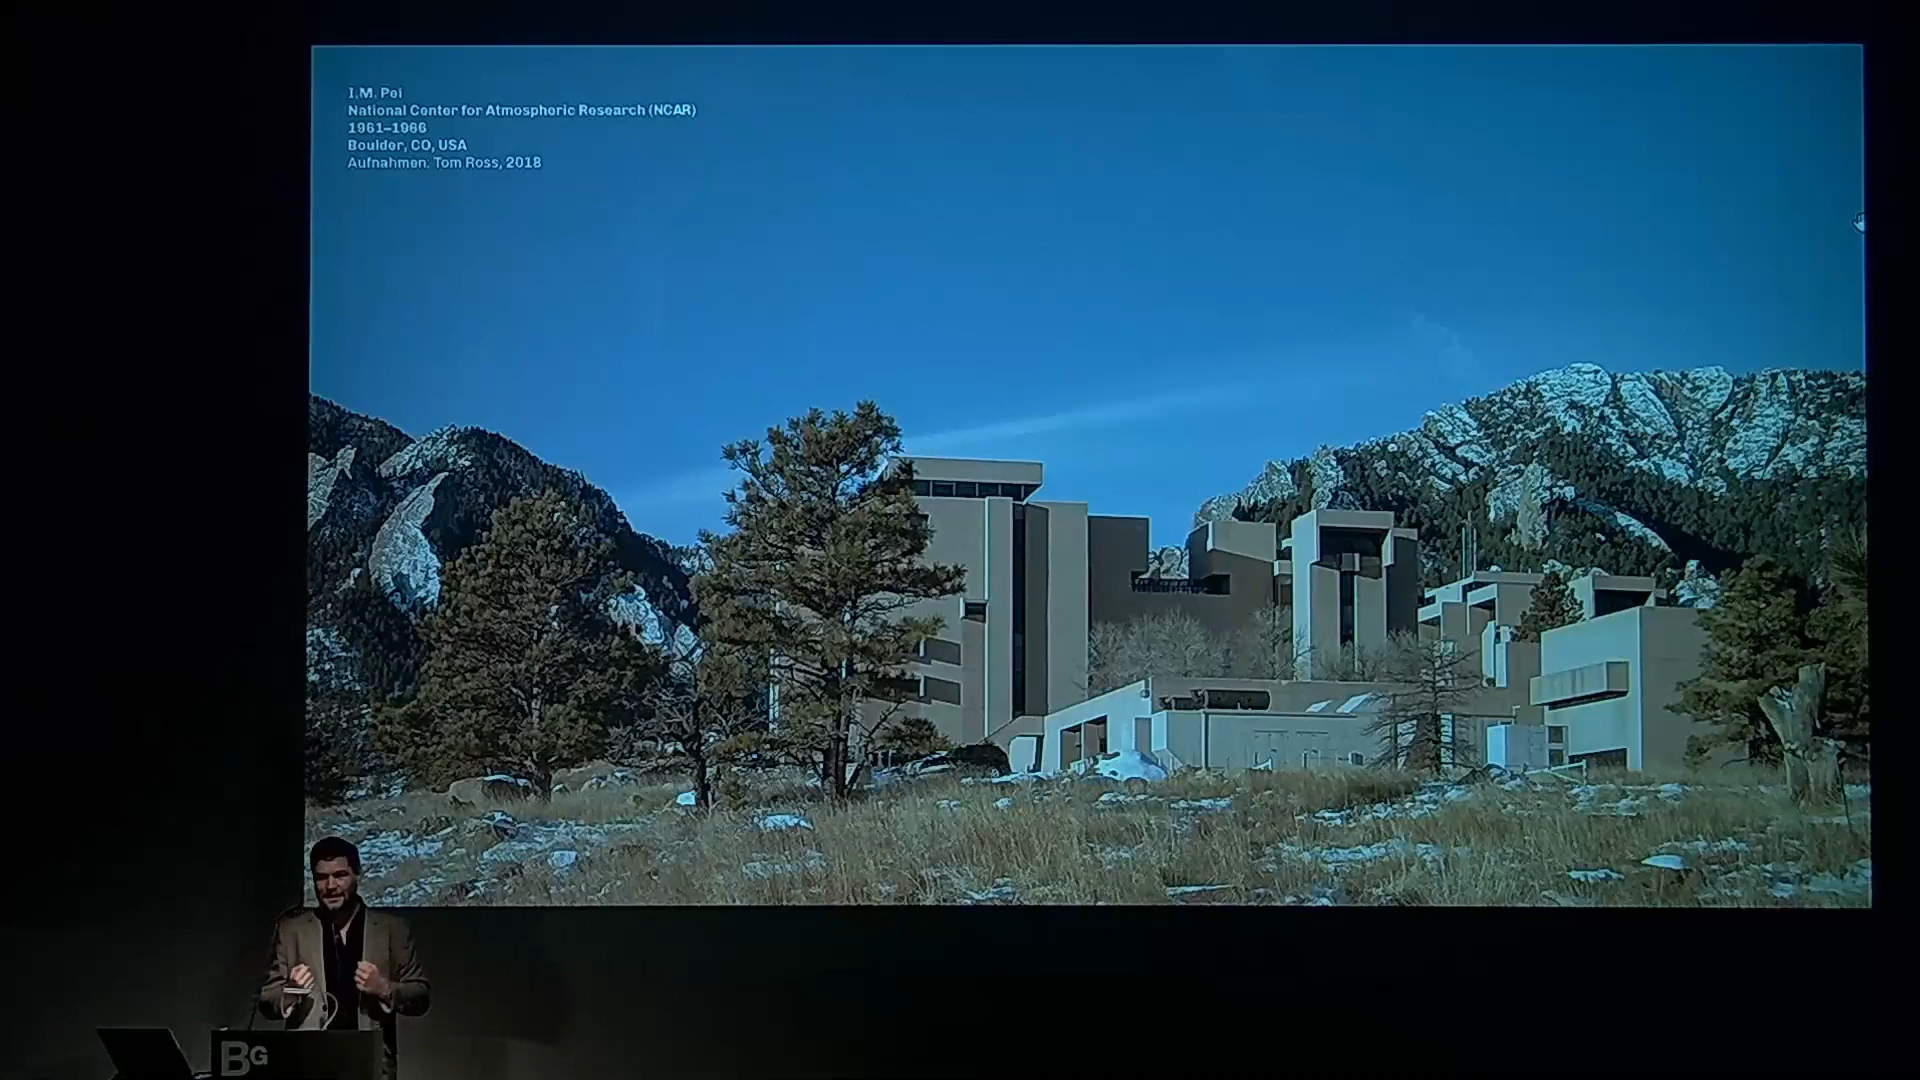 I.M. Pei
National Center for Atmospheric Research (NCAR)
1961–1966
Boulder, CO, USA
Aufnahmen: Tom Ross, 2018
BG